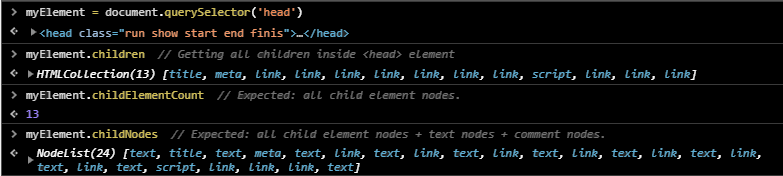 > myElement = document.querySelector('head')
<· ▶<head class="run show start end finis">…</head>
> myElement.children // Getting all children inside <head> element
<· ▶HTMLCollection(13) [title, meta, link, link, link, link, link, link, link, script, link, link, link]
> myElement.childElementCount // Expected: all child element nodes.
<· 13
> myElement.childNodes // Expected: all child element nodes + text nodes + comment nodes.
<· ▶NodeList(24) [text, title, text, meta, text, link, text, link, text, link, text, link, text, link, text, link,
text, link, text, script, link, link, link, text]